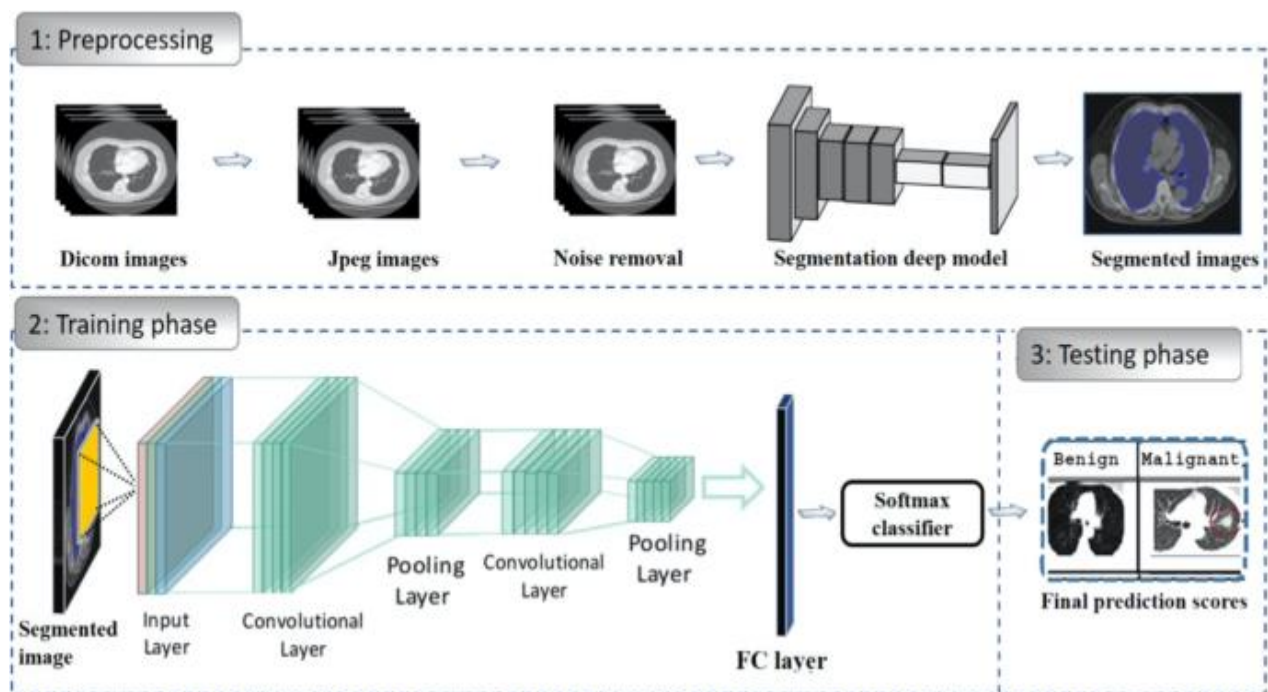 1: Preprocessing
Dicom images
Jpeg images
Noise removal
Segmentation deep model
Segmented images
2: Training phase
Segmented
image
Input
Layer
Convolutional
Layer
Pooling
Layer
Convolutional
Layer
Pooling
Layer
FC layer
Softmax
classifier
3: Testing phase
Benign
Malignant
Final prediction scores